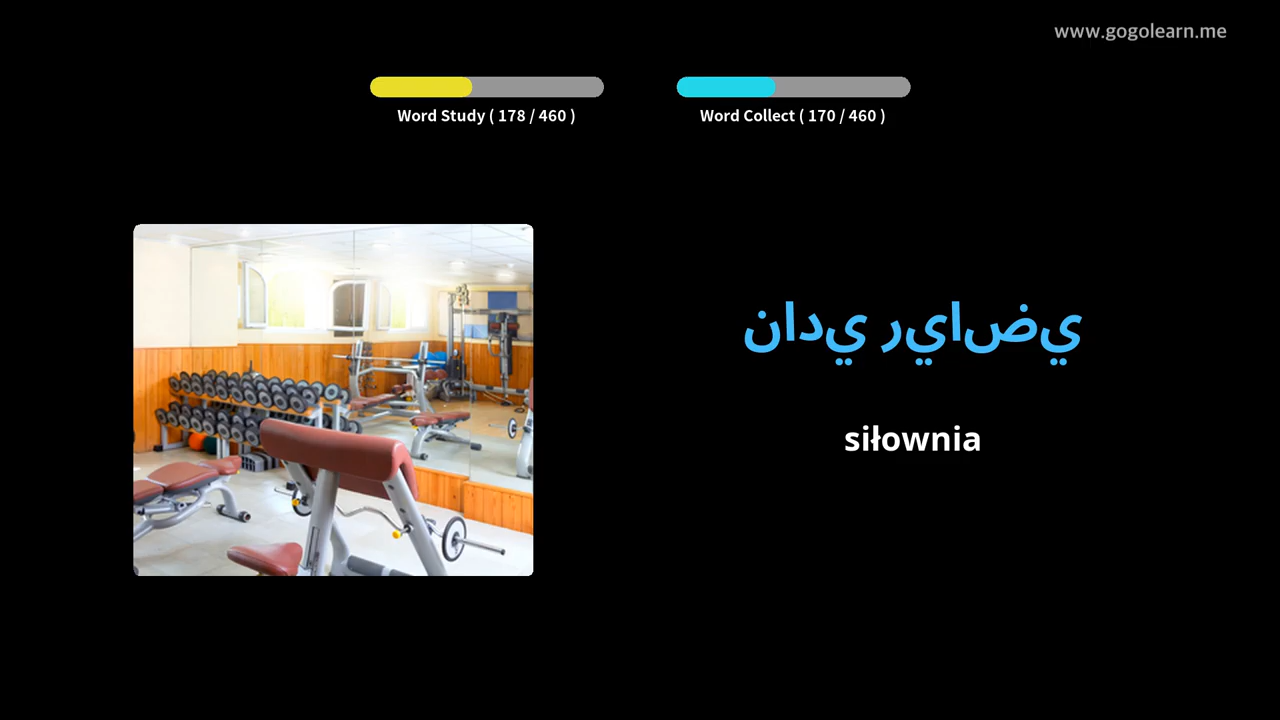 www.gogolearn.me
Word Study ( 178 / 460 )
Word Collect ( 170 / 460 )
نادي رياضي
siłownia